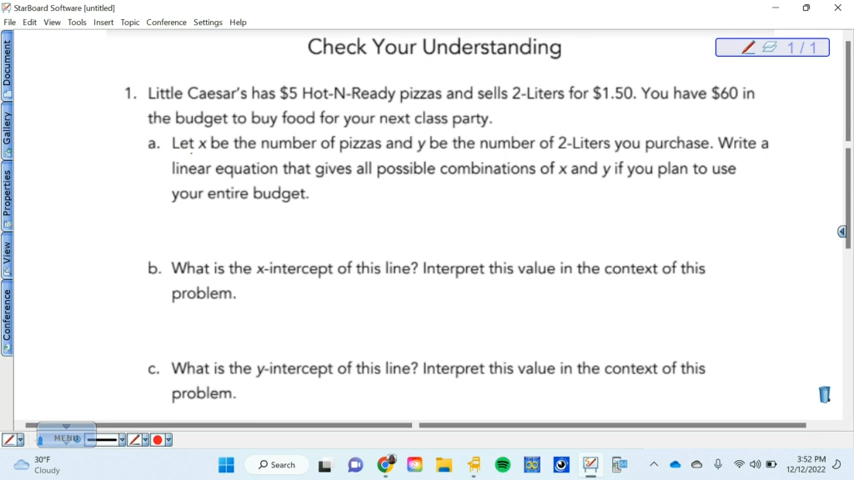 StarBoard Software [untitled]
File Edit View Tools Insert Topic Conference Settings Help
Document
Gallery
Properties
View
Conference
1 / 1
Check Your Understanding
1. Little Caesar's has $5 Hot-N-Ready pizzas and sells 2-Liters for $1.50. You have $60 in
the budget to buy food for your next class party.
a. Let x be the number of pizzas and y be the number of 2-Liters you purchase. Write a
linear equation that gives all possible combinations of x and y if you plan to use
your entire budget.
b. What is the x-intercept of this line? Interpret this value in the context of this
problem.
c. What is the y-intercept of this line? Interpret this value in the context of this
problem.
MENU
30°F
Cloudy
Search
3:52 PM
12/12/2022